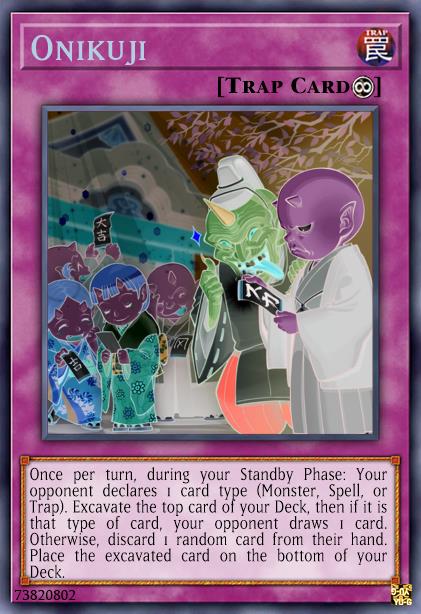 ONIKUJI
TRAP
罠
[TRAP CARD]
大吉
Once per turn, during your Standby Phase: Your
opponent declares 1 card type (Monster, Spell, or
Trap). Excavate the top card of your Deck, then if it is
that type of card, your opponent draws 1 card.
Otherwise, discard 1 random card from their hand.
Place the excavated card on the bottom of your
Deck.
73820802